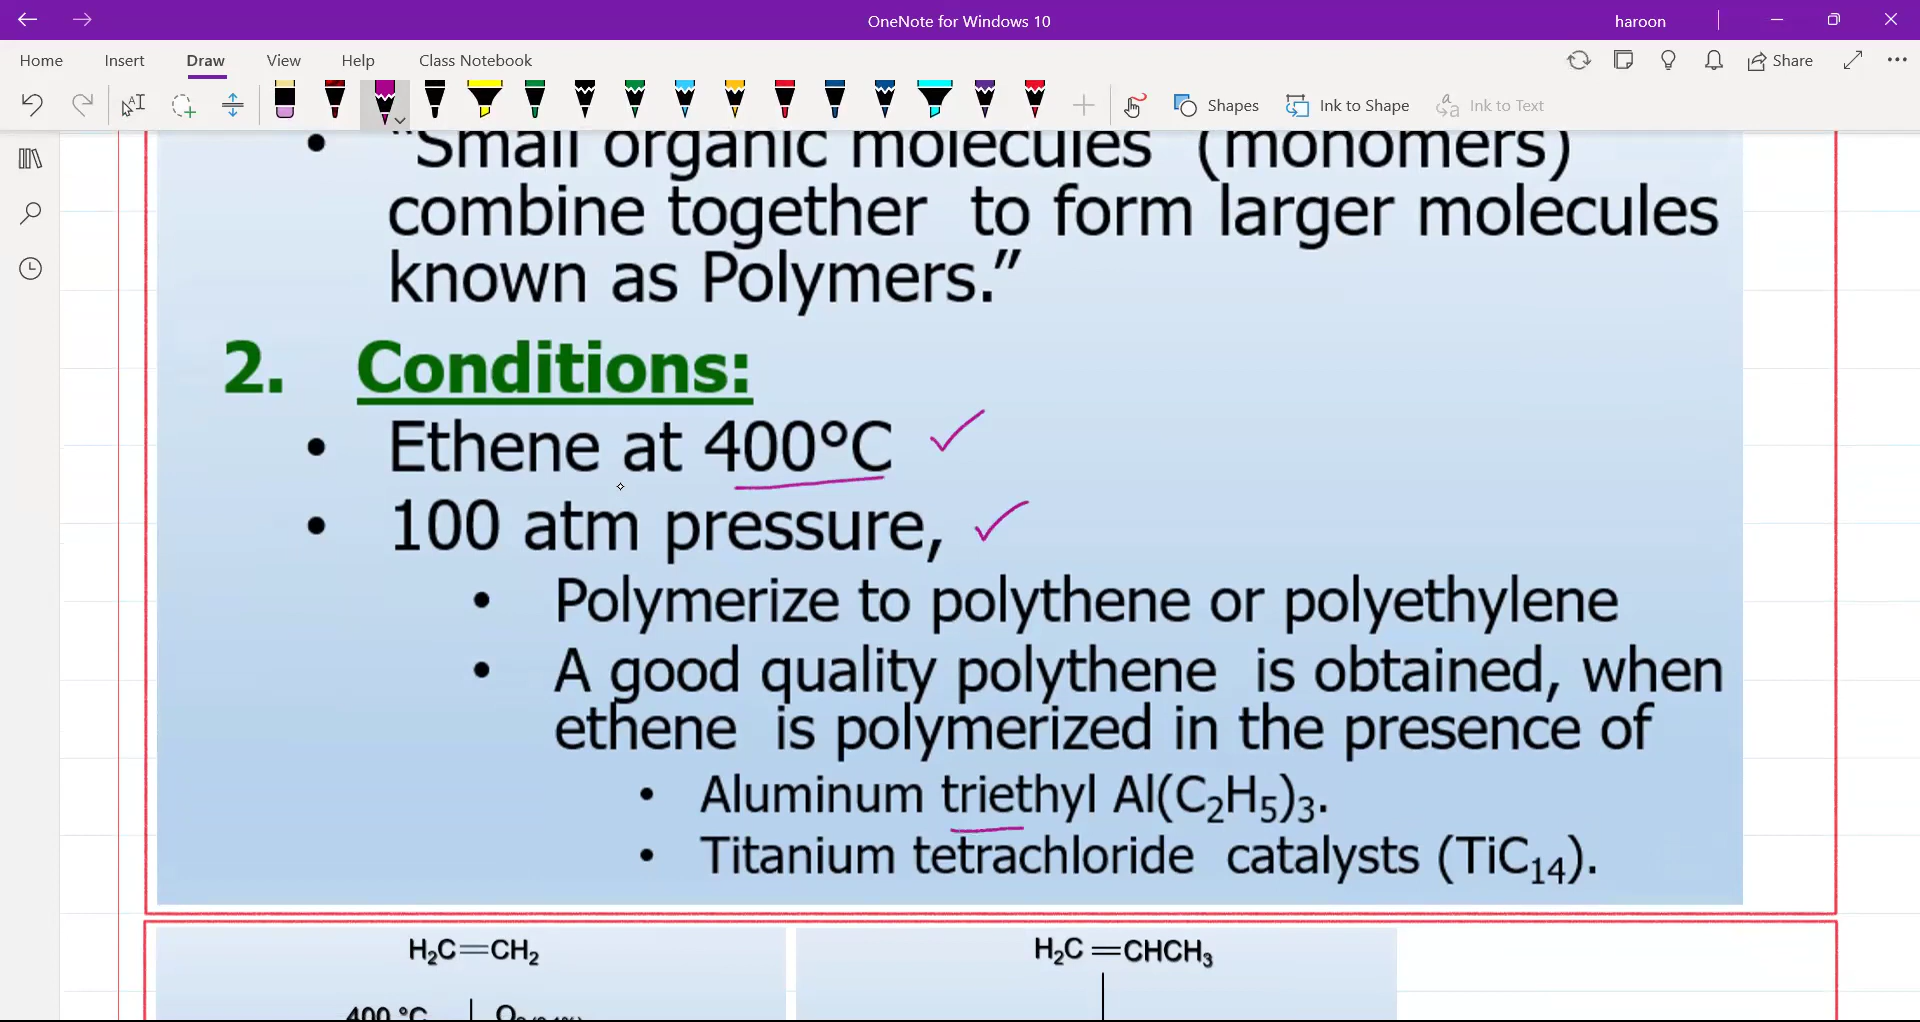 OneNote for Windows 10
haroon
Home Insert Draw View Help Class Notebook
Share
Shapes Ink to Shape Ink to Text
• “Small organic molecules (monomers)
combine together to form larger molecules
known as Polymers.”
2. Conditions:
• Ethene at 400°C
• 100 atm pressure,
• Polymerize to polythene or polyethylene
• A good quality polythene is obtained, when
ethene is polymerized in the presence of
• Aluminum triethyl Al(C₂H₅)₃.
• Titanium tetrachloride catalysts (TiC₁₄).
H₂C=CH₂
H₂C=CHCH₃
400 °C